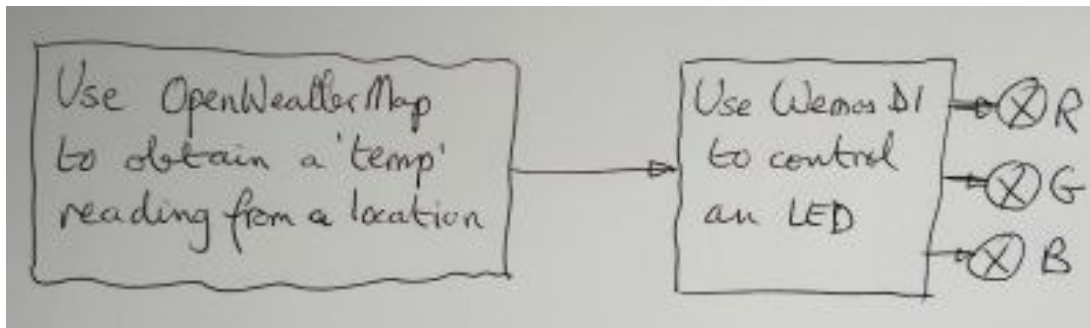 Use OpenWeatherMap
to obtain a 'temp'
reading from a location
Use Wemos D1
to control
an LED
R
G
B